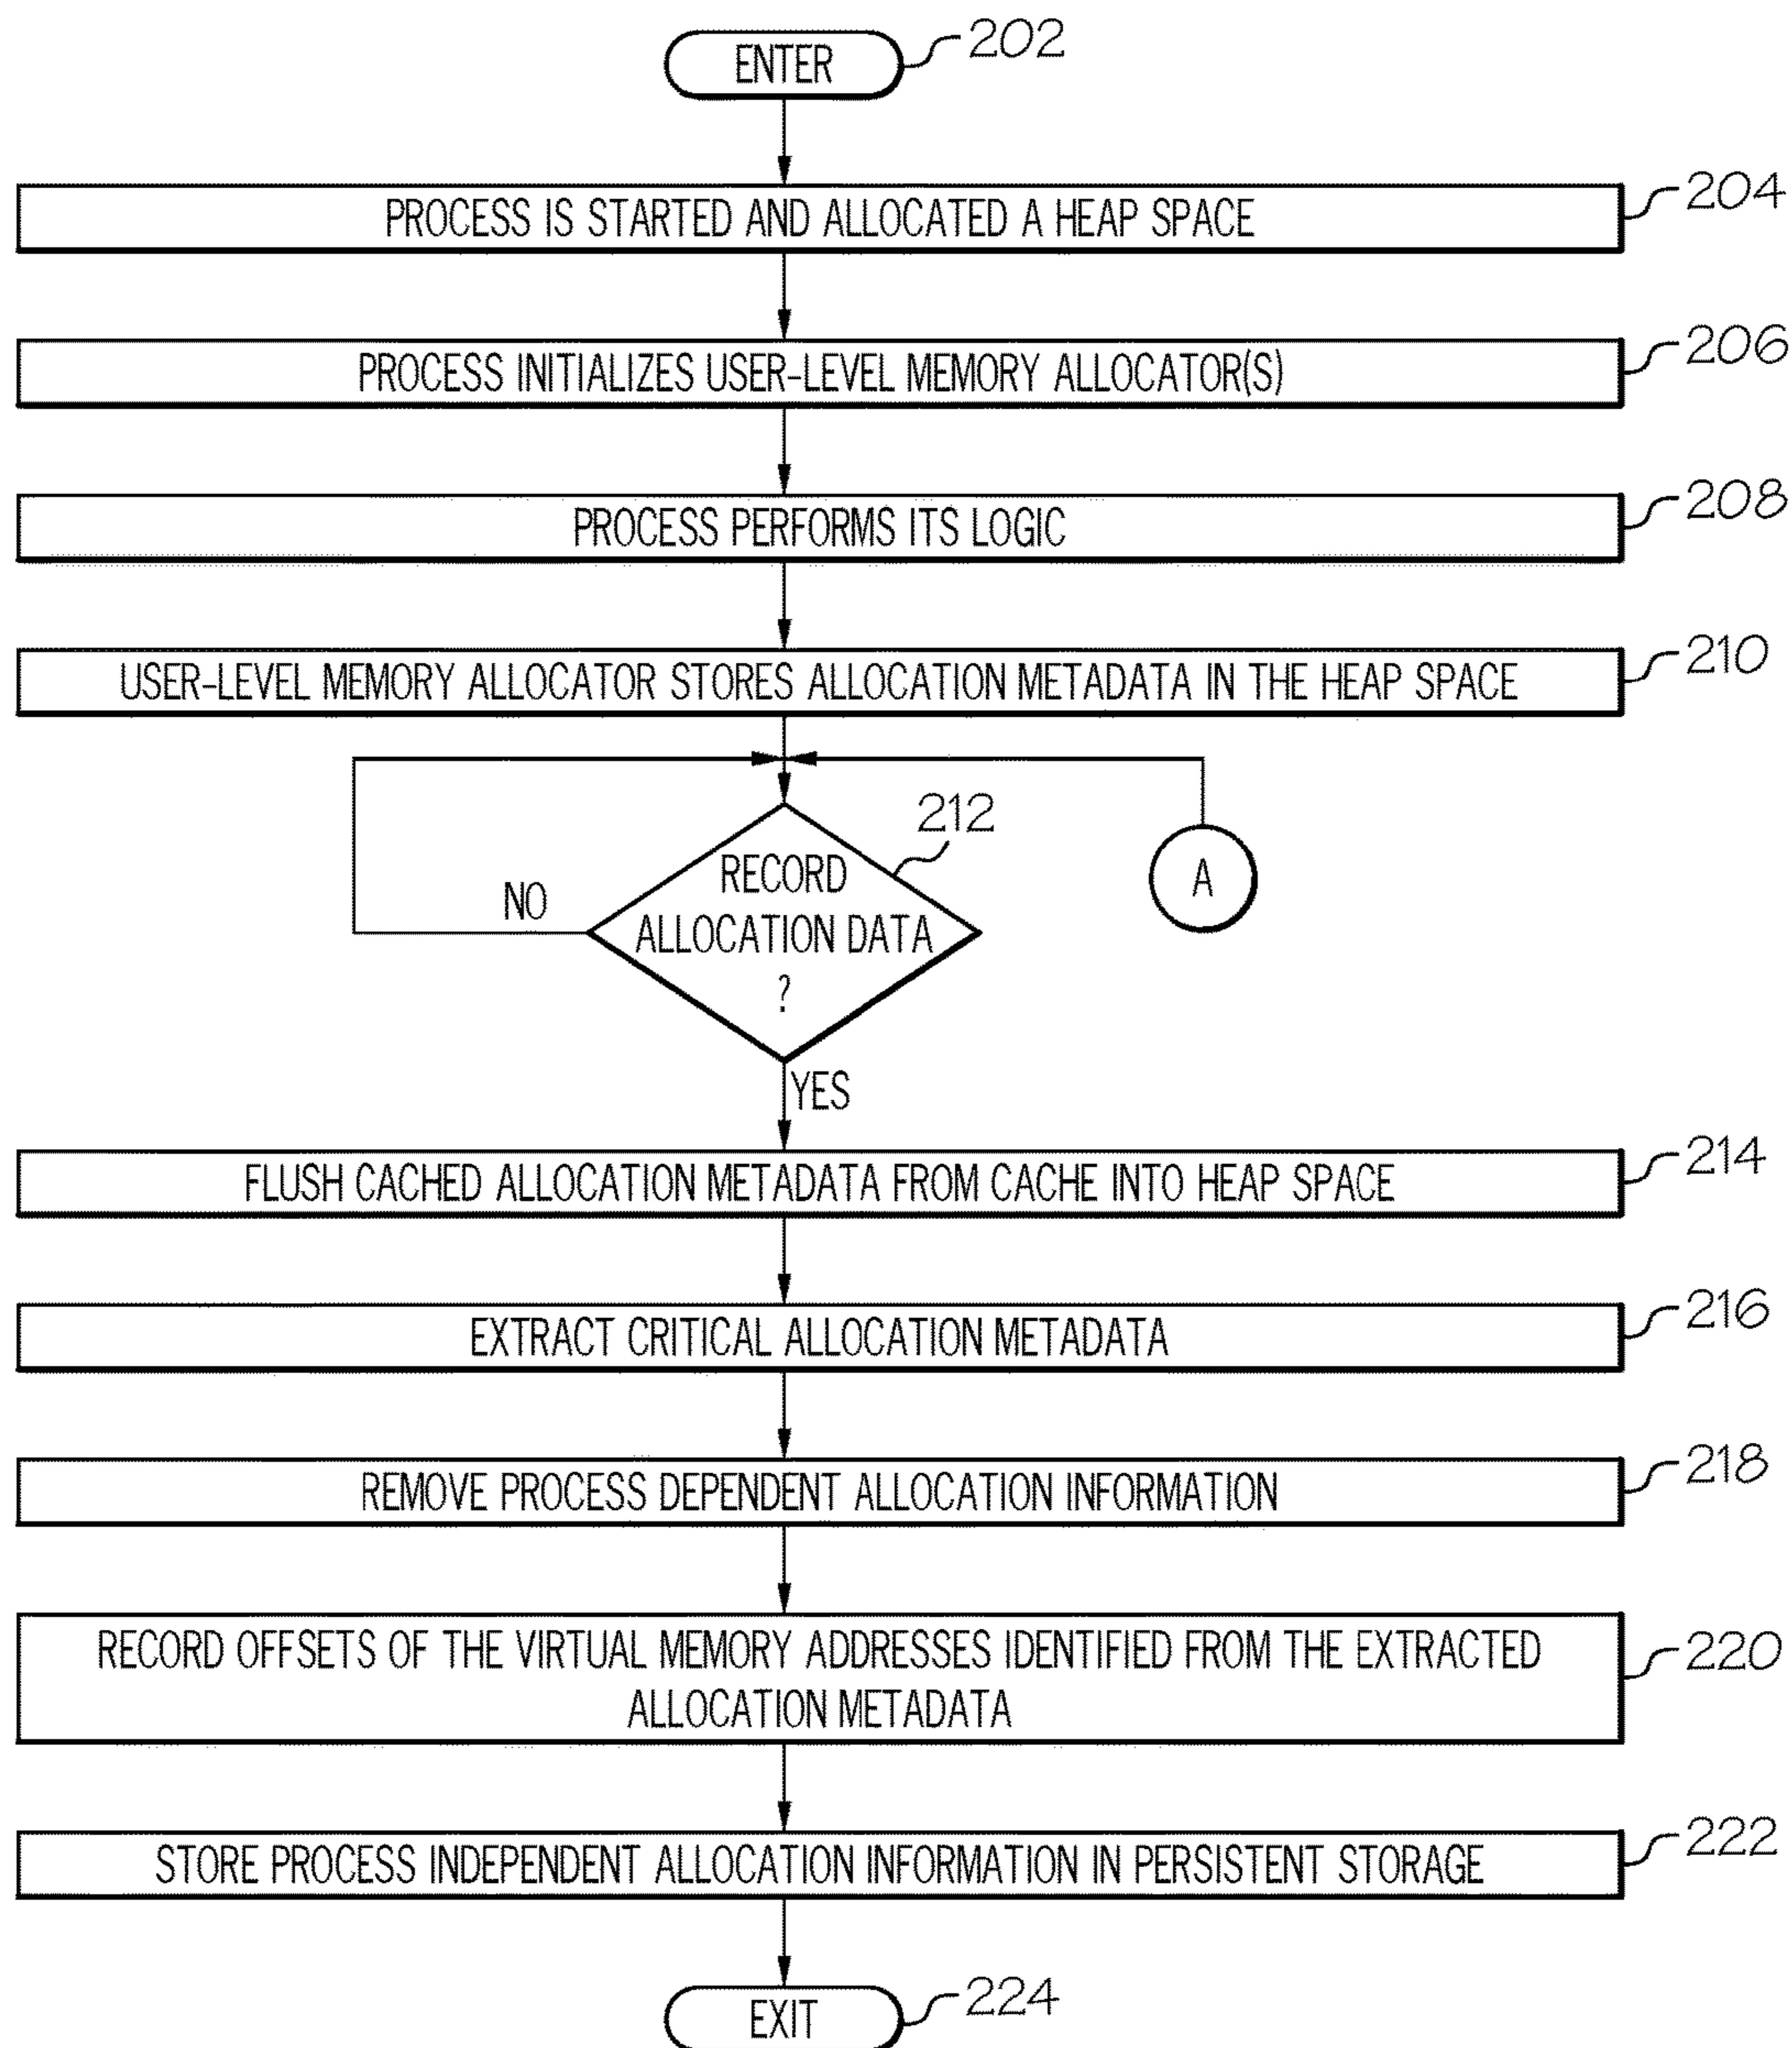 ENTER 202
PROCESS IS STARTED AND ALLOCATED A HEAP SPACE 204
PROCESS INITIALIZES USER-LEVEL MEMORY ALLOCATOR(S) 206
PROCESS PERFORMS ITS LOGIC 208
USER-LEVEL MEMORY ALLOCATOR STORES ALLOCATION METADATA IN THE HEAP SPACE 210
212
RECORD
ALLOCATION DATA
?
NO
A
YES
FLUSH CACHED ALLOCATION METADATA FROM CACHE INTO HEAP SPACE 214
EXTRACT CRITICAL ALLOCATION METADATA 216
REMOVE PROCESS DEPENDENT ALLOCATION INFORMATION 218
RECORD OFFSETS OF THE VIRTUAL MEMORY ADDRESSES IDENTIFIED FROM THE EXTRACTED
ALLOCATION METADATA 220
STORE PROCESS INDEPENDENT ALLOCATION INFORMATION IN PERSISTENT STORAGE 222
EXIT 224